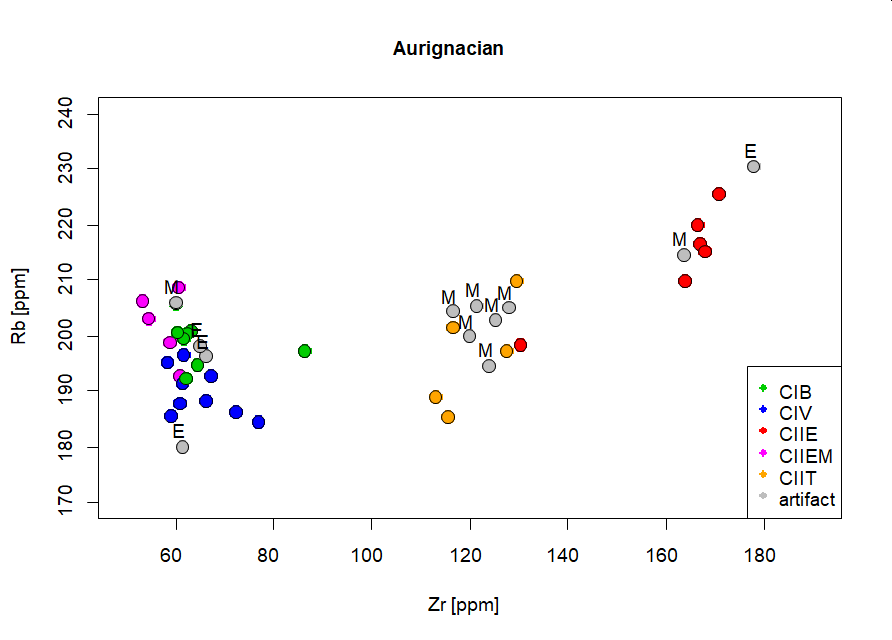 Aurignacian
240
230
220
210
200
190
180
170
Rb [ppm]
E
M
M
M
M
M
M
M
M
E
E
E
CIB
CIV
CIIE
CIIEM
CIIT
artifact
60
80
100
120
140
160
180
Zr [ppm]